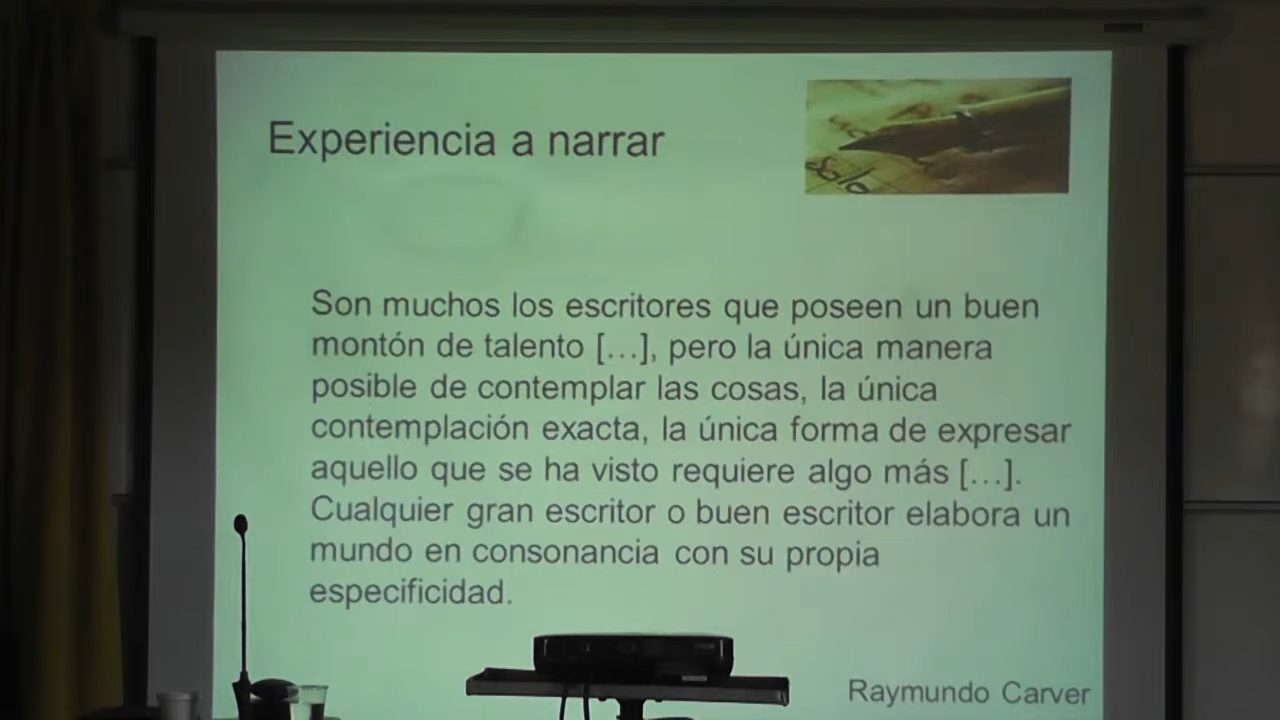 Experiencia a narrar
Son muchos los escritores que poseen un buen
montón de talento […], pero la única manera
posible de contemplar las cosas, la única
contemplación exacta, la única forma de expresar
aquello que se ha visto requiere algo más […].
Cualquier gran escritor o buen escritor elabora un
mundo en consonancia con su propia
especificidad.
Raymundo Carver